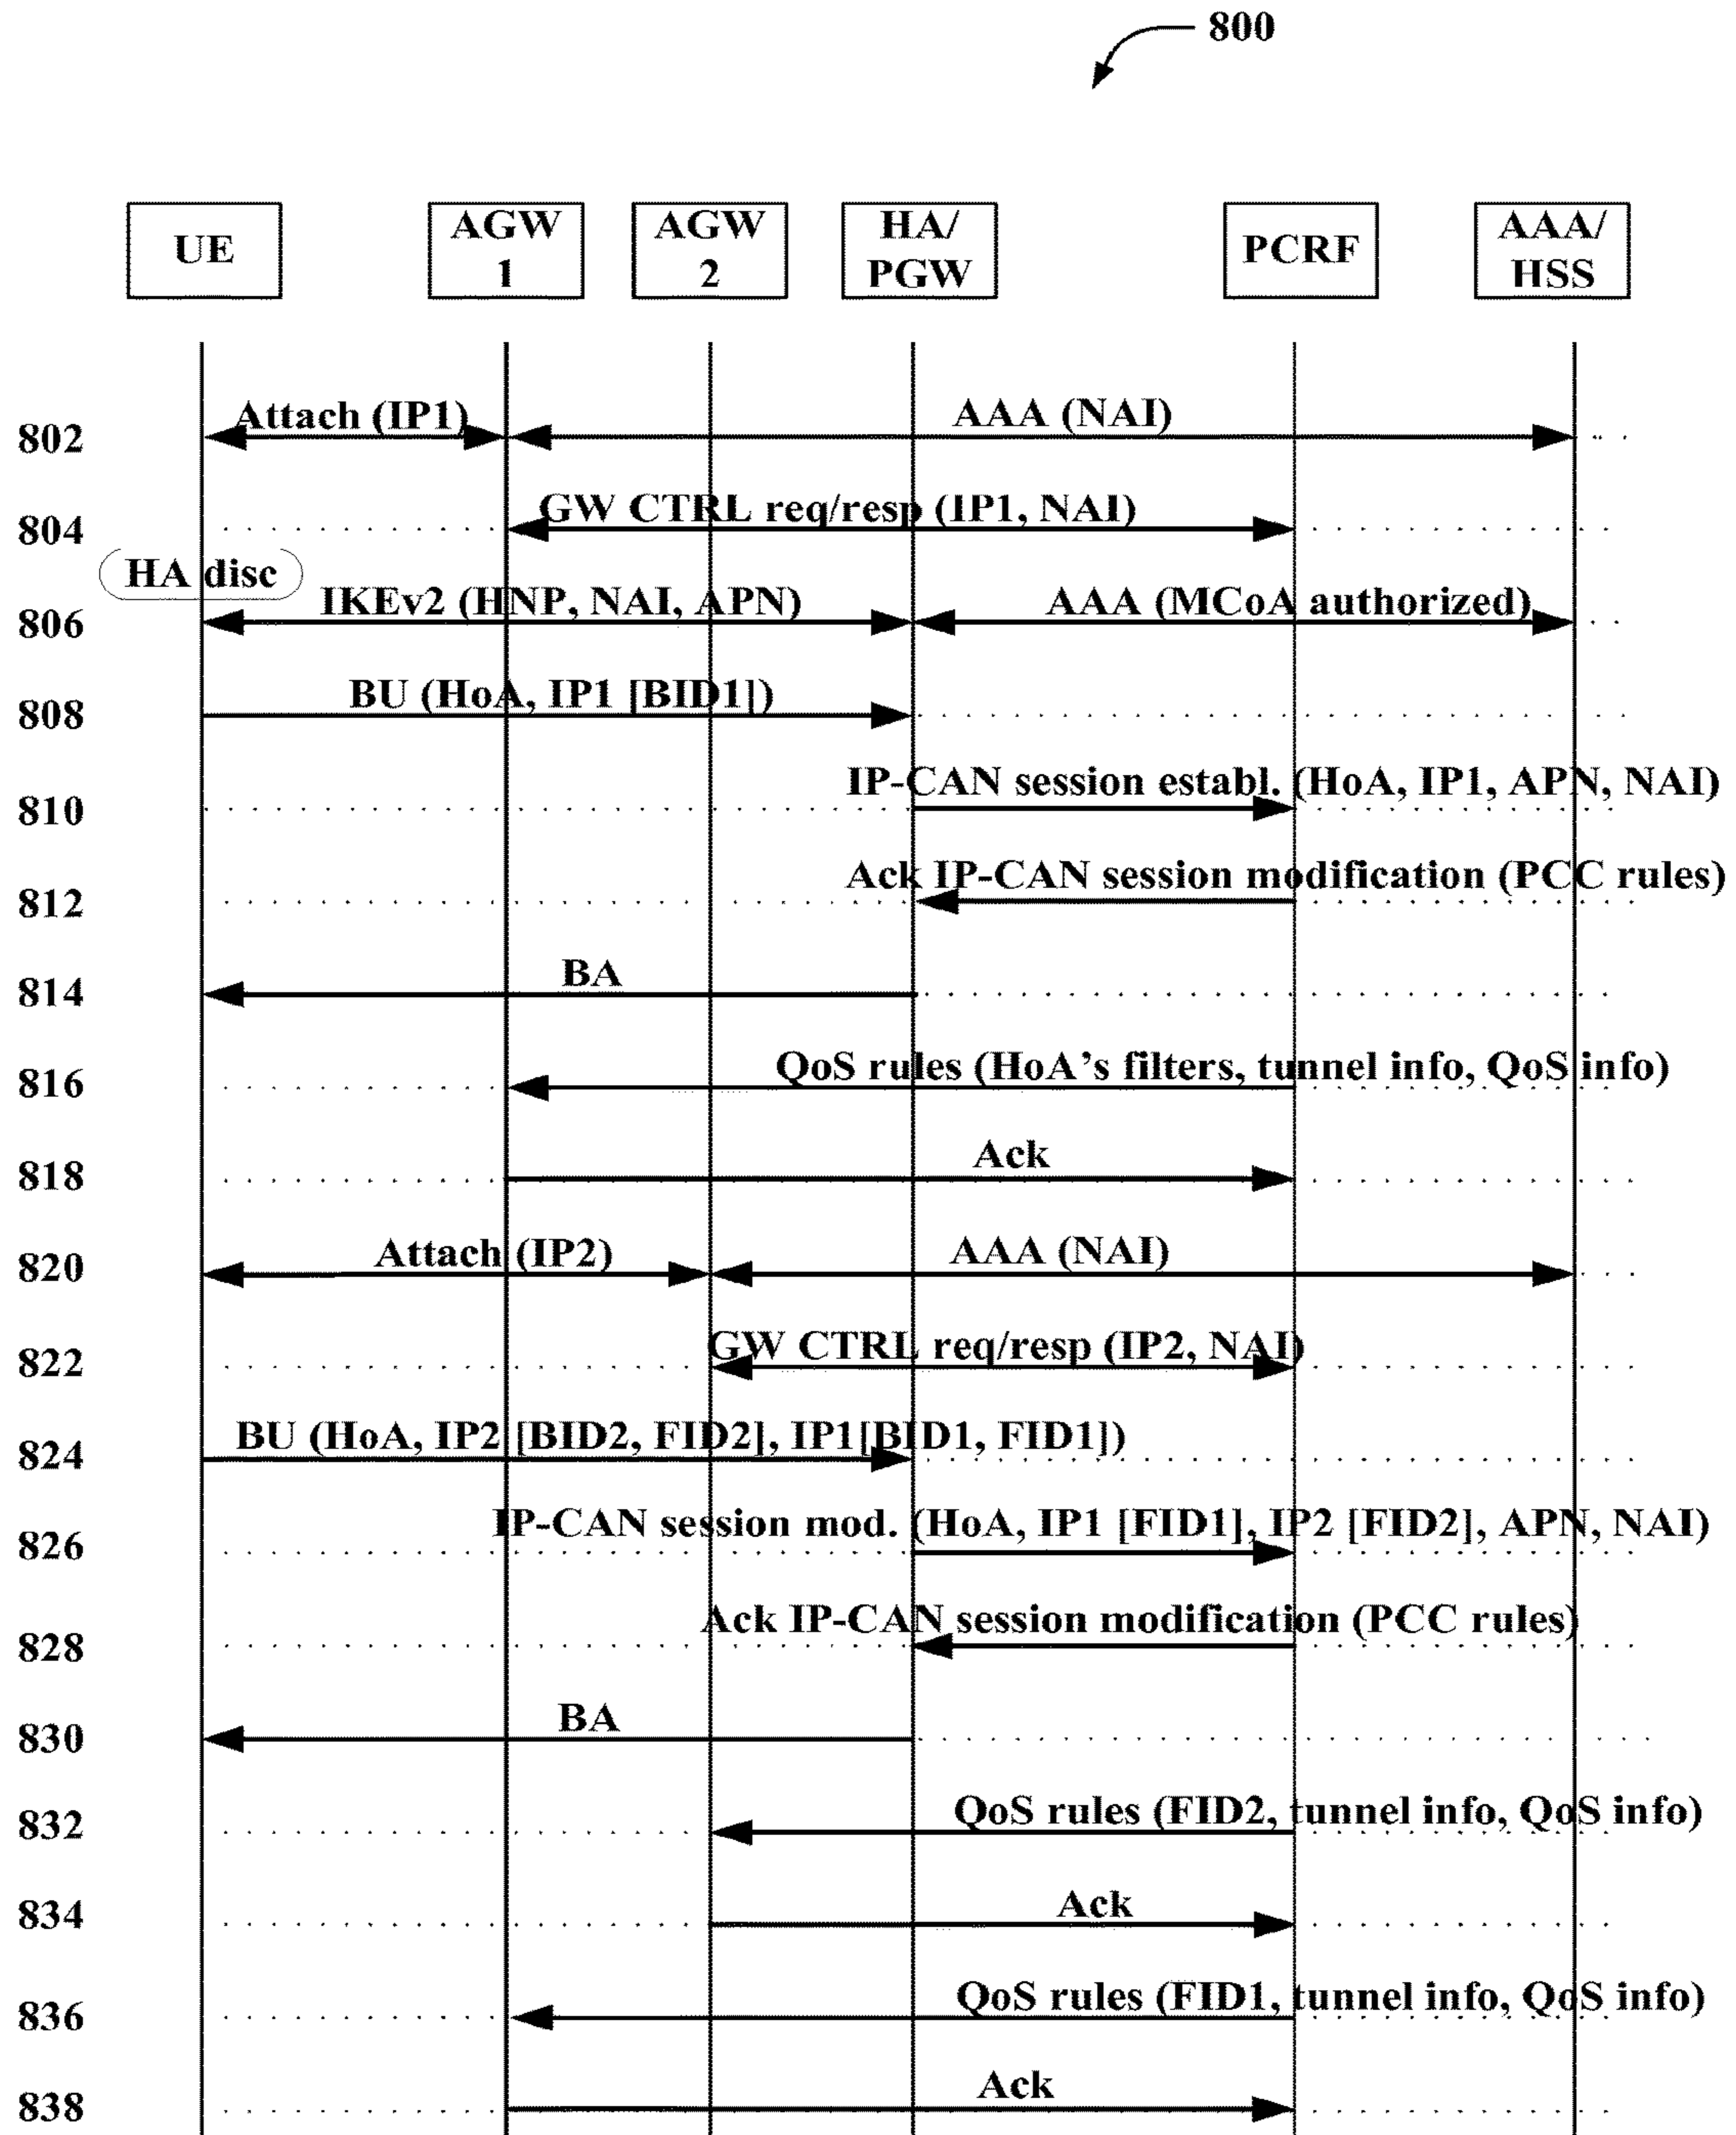 800
UE
AGW
1
AGW
2
HA/
PGW
PCRF
AAA/
HSS
802
Attach (IP1)
AAA (NAI)
804
GW CTRL req/resp (IP1, NAI)
HA disc
806
IKEv2 (HNP, NAI, APN)
AAA (MCoA authorized)
808
BU (HoA, IP1 [BID1])
810
IP-CAN session establ. (HoA, IP1, APN, NAI)
812
Ack IP-CAN session modification (PCC rules)
814
BA
816
QoS rules (HoA's filters, tunnel info, QoS info)
818
Ack
820
Attach (IP2)
AAA (NAI)
822
GW CTRL req/resp (IP2, NAI)
824
BU (HoA, IP2 [BID2, FID2], IP1[BID1, FID1])
826
IP-CAN session mod. (HoA, IP1 [FID1], IP2 [FID2], APN, NAI)
828
Ack IP-CAN session modification (PCC rules)
830
BA
832
QoS rules (FID2, tunnel info, QoS info)
834
Ack
836
QoS rules (FID1, tunnel info, QoS info)
838
Ack